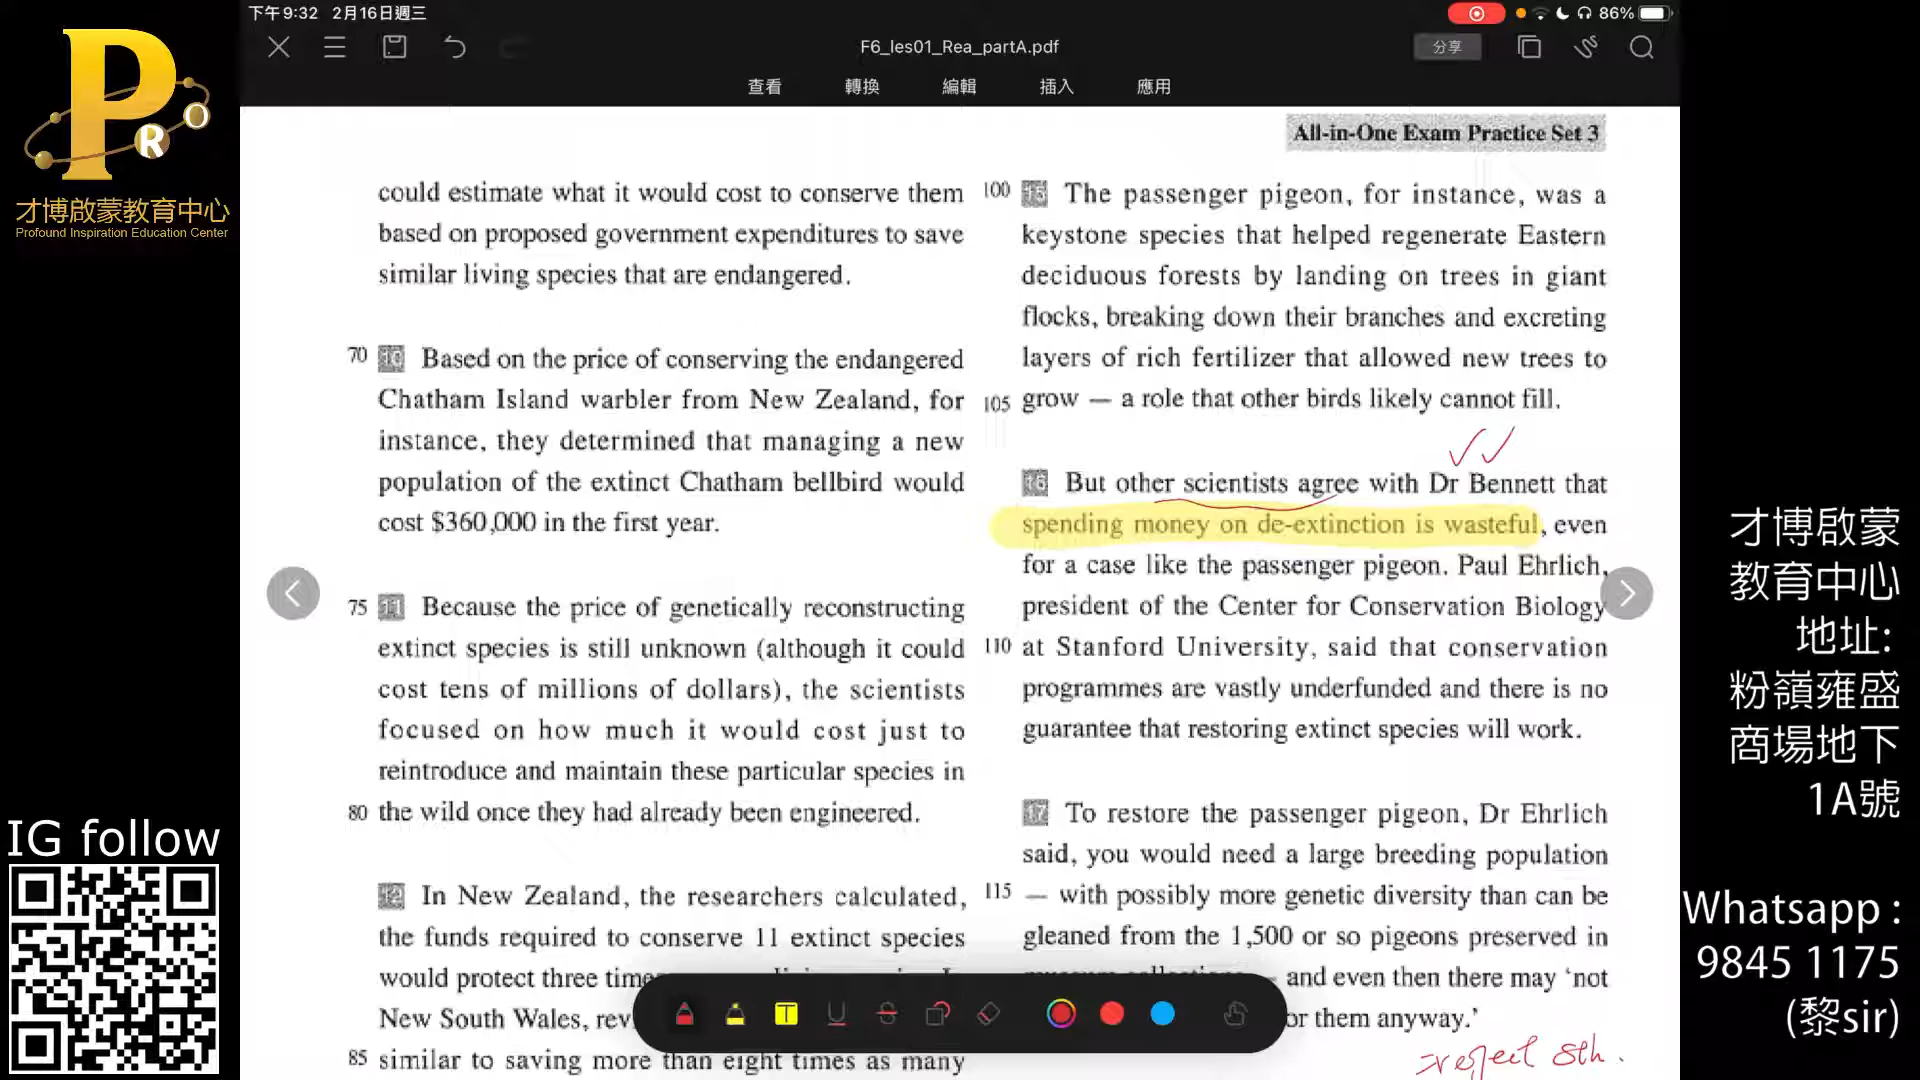 下午9:32 2月16日週三
86%
F6_les01_Rea_partA.pdf
分享
查看 轉換 編輯 插入 應用
PRO
才博啟蒙教育中心
Profound Inspiration Education Center
All-in-One Exam Practice Set 3
could estimate what it would cost to conserve them
based on proposed government expenditures to save
similar living species that are endangered.
70 10 Based on the price of conserving the endangered
Chatham Island warbler from New Zealand, for
instance, they determined that managing a new
population of the extinct Chatham bellbird would
cost $360,000 in the first year.
75 11 Because the price of genetically reconstructing
extinct species is still unknown (although it could
cost tens of millions of dollars), the scientists
focused on how much it would cost just to
reintroduce and maintain these particular species in
80 the wild once they had already been engineered.
12 In New Zealand, the researchers calculated,
the funds required to conserve 11 extinct species
would protect three
New South Wales,
85 similar to saving more than eight times as many
100 15 The passenger pigeon, for instance, was a
keystone species that helped regenerate Eastern
deciduous forests by landing on trees in giant
flocks, breaking down their branches and excreting
layers of rich fertilizer that allowed new trees to
105 grow — a role that other birds likely cannot fill.
16 But other scientists agree with Dr Bennett that
spending money on de-extinction is wasteful, even
for a case like the passenger pigeon. Paul Ehrlich,
president of the Center for Conservation Biology
110 at Stanford University, said that conservation
programmes are vastly underfunded and there is no
guarantee that restoring extinct species will work.
17 To restore the passenger pigeon, Dr Ehrlich
said, you would need a large breeding population
115 — with possibly more genetic diversity than can be
gleaned from the 1,500 or so pigeons preserved in
— and even then there may ‘not
or them anyway.’
reject sth.
T U S
IG follow
才博啟蒙
教育中心
地址:
粉嶺雍盛
商場地下
1A號
Whatsapp :
9845 1175
(黎sir)